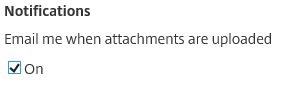 Notifications
Email me when attachments are uploaded
On